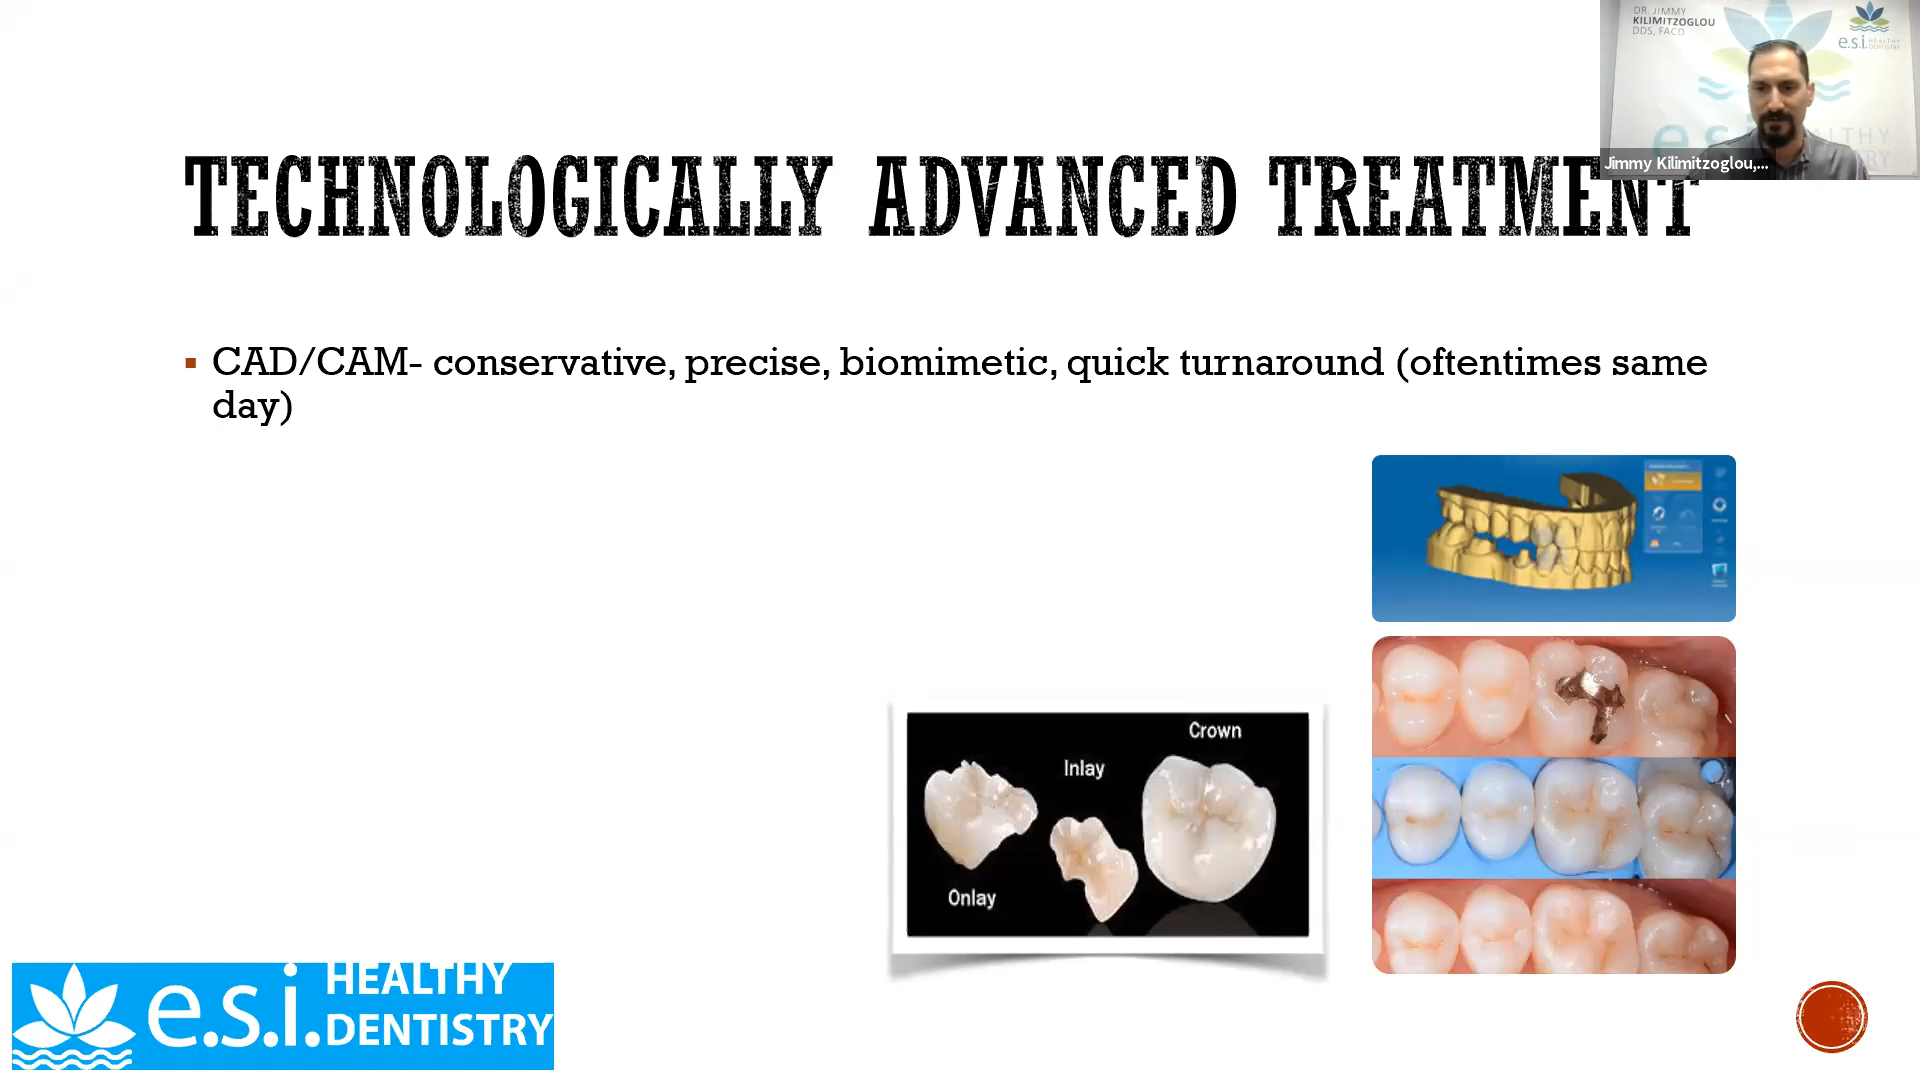 DR. JIMMY
KILIMITZOGLOU
DDS, FACD
e.s.i. HEALTHY
DENTISTRY
Jimmy Kilimitzoglou,...
TECHNOLOGICALLY ADVANCED TREATMENT
CAD/CAM- conservative, precise, biomimetic, quick turnaround (oftentimes same
day)
Crown
Inlay
Onlay
e.s.i. HEALTHY
DENTISTRY